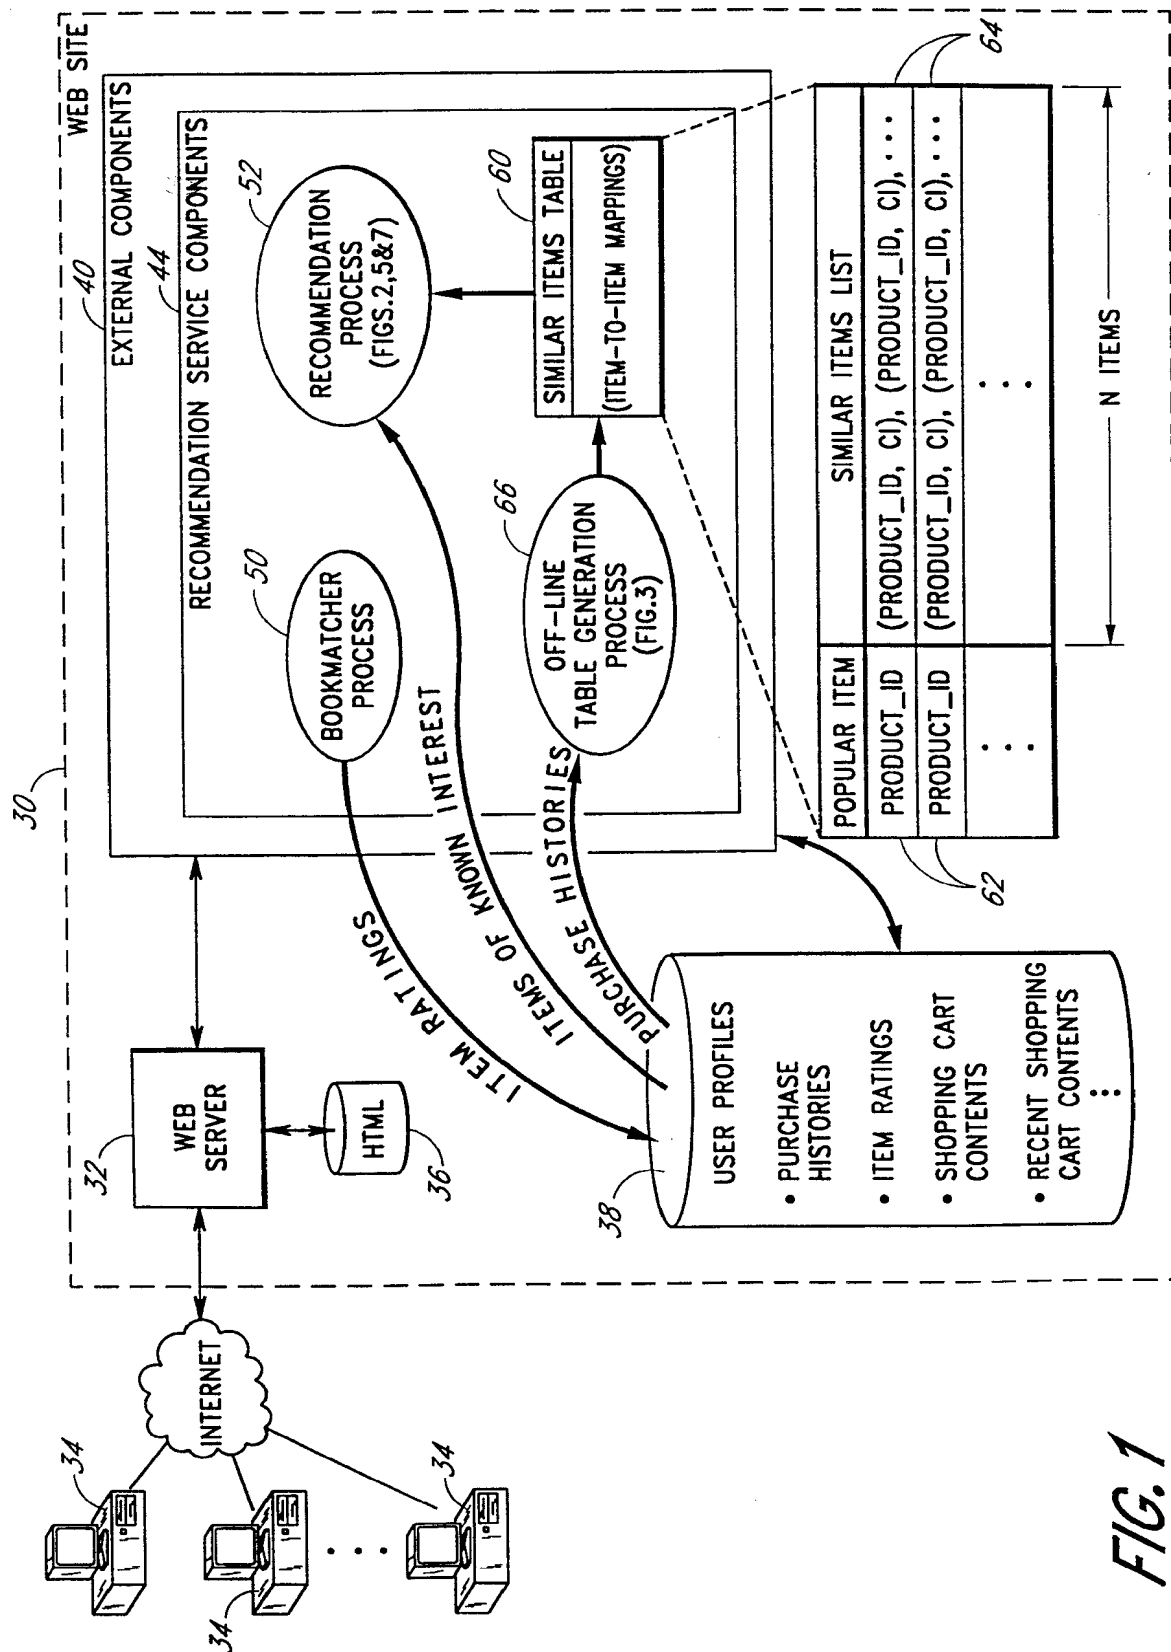 30
WEB SITE
40
EXTERNAL COMPONENTS
44
RECOMMENDATION SERVICE COMPONENTS
34
34
34
INTERNET
32
WEB
SERVER
HTML
36
50
BOOKMATCHER
PROCESS
52
RECOMMENDATION
PROCESS
(FIGS.2,5&7)
ITEM RATINGS
ITEMS OF KNOWN INTEREST
PURCHASE HISTORIES
66
OFF-LINE
TABLE GENERATION
PROCESS
(FIG.3)
60
SIMILAR ITEMS TABLE
(ITEM-TO-ITEM MAPPINGS)
38
USER PROFILES
• PURCHASE
HISTORIES
• ITEM RATINGS
• SHOPPING CART
CONTENTS
• RECENT SHOPPING
CART CONTENTS
POPULAR ITEM SIMILAR ITEMS LIST
PRODUCT_ID (PRODUCT_ID, CI), (PRODUCT_ID, CI), ...
PRODUCT_ID (PRODUCT_ID, CI), (PRODUCT_ID, CI), ...
... ...
62
64
N ITEMS
FIG. 1